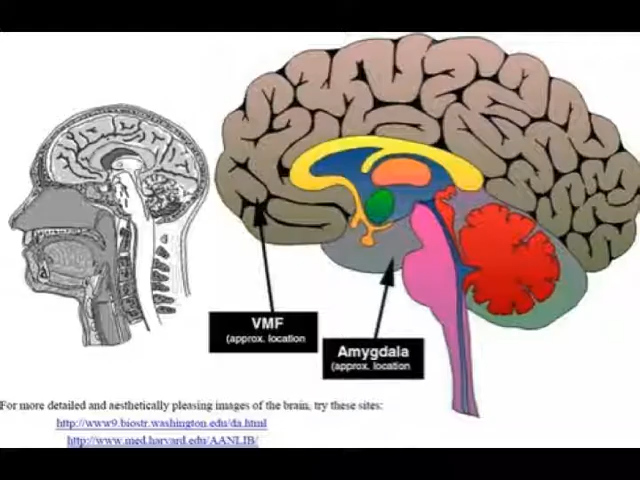 VMF
(approx. location
Amygdala
(approx. location
For more detailed and aesthetically pleasing images of the brain, try these sites:
http://www9.biostr.washington.edu/da.html
http://www.med.harvard.edu/AANLIB/